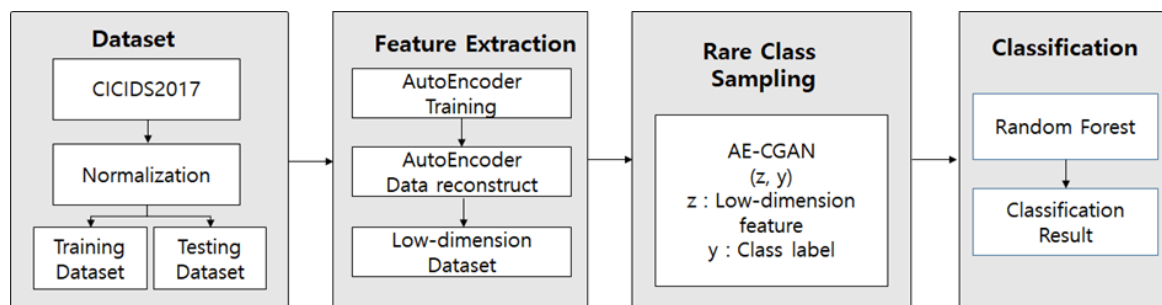 Dataset
CICIDS2017
Normalization
Training
Dataset
Testing
Dataset
Feature Extraction
AutoEncoder
Training
AutoEncoder
Data reconstruct
Low-dimension
Dataset
Rare Class
Sampling
AE-CGAN
(z, y)
z : Low-dimension
feature
y : Class label
Classification
Random Forest
Classification
Result